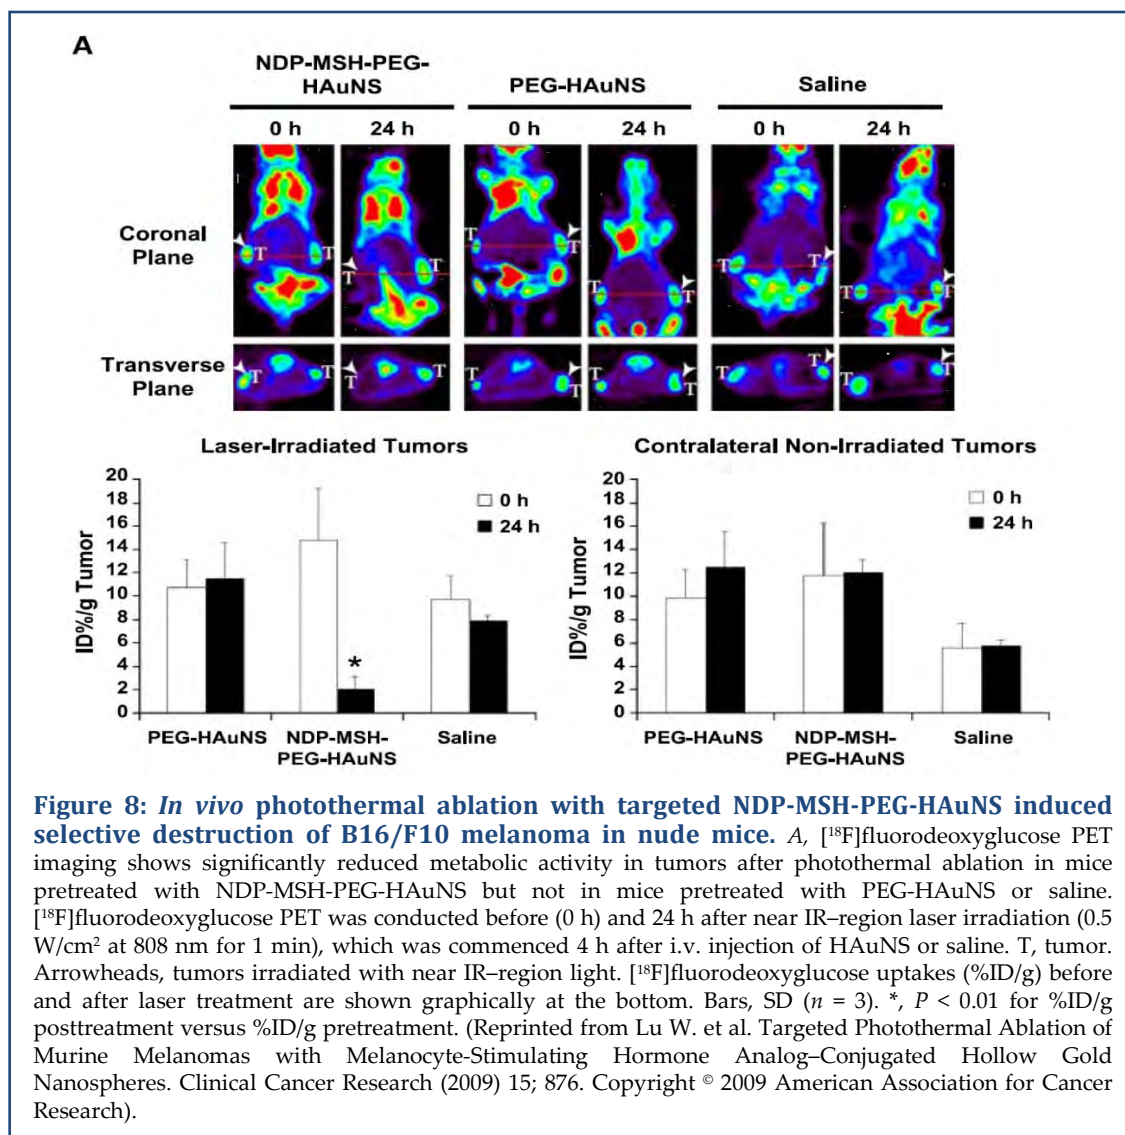 A
NDP-MSH-PEG-
HAuNS
PEG-HAuNS
Saline
0 h
24 h
0 h
24 h
0 h
24 h
Coronal
Plane
T
T
T
T
T
T
T
T
T
T
T
T
Transverse
Plane
T
T
T
T
T
T
T
T
T
T
T
T
Laser-Irradiated Tumors
ID%/g Tumor
20
18
16
14
12
10
8
6
4
2
0
0 h
24 h
*
PEG-HAuNS
NDP-MSH-
PEG-HAuNS
Saline
Contralateral Non-Irradiated Tumors
ID%/g Tumor
20
18
16
14
12
10
8
6
4
2
0
0 h
24 h
PEG-HAuNS
NDP-MSH-
PEG-HAuNS
Saline
Figure 8: In vivo photothermal ablation with targeted NDP-MSH-PEG-HAuNS induced
selective destruction of B16/F10 melanoma in nude mice. A, [¹⁸F]fluorodeoxyglucose PET
imaging shows significantly reduced metabolic activity in tumors after photothermal ablation in mice
pretreated with NDP-MSH-PEG-HAuNS but not in mice pretreated with PEG-HAuNS or saline.
[¹⁸F]fluorodeoxyglucose PET was conducted before (0 h) and 24 h after near IR–region laser irradiation (0.5
W/cm² at 808 nm for 1 min), which was commenced 4 h after i.v. injection of HAuNS or saline. T, tumor.
Arrowheads, tumors irradiated with near IR–region light. [¹⁸F]fluorodeoxyglucose uptakes (%ID/g) before
and after laser treatment are shown graphically at the bottom. Bars, SD (n = 3). *, P < 0.01 for %ID/g
posttreatment versus %ID/g pretreatment. (Reprinted from Lu W. et al. Targeted Photothermal Ablation of
Murine Melanomas with Melanocyte-Stimulating Hormone Analog–Conjugated Hollow Gold
Nanospheres. Clinical Cancer Research (2009) 15; 876. Copyright © 2009 American Association for Cancer
Research).